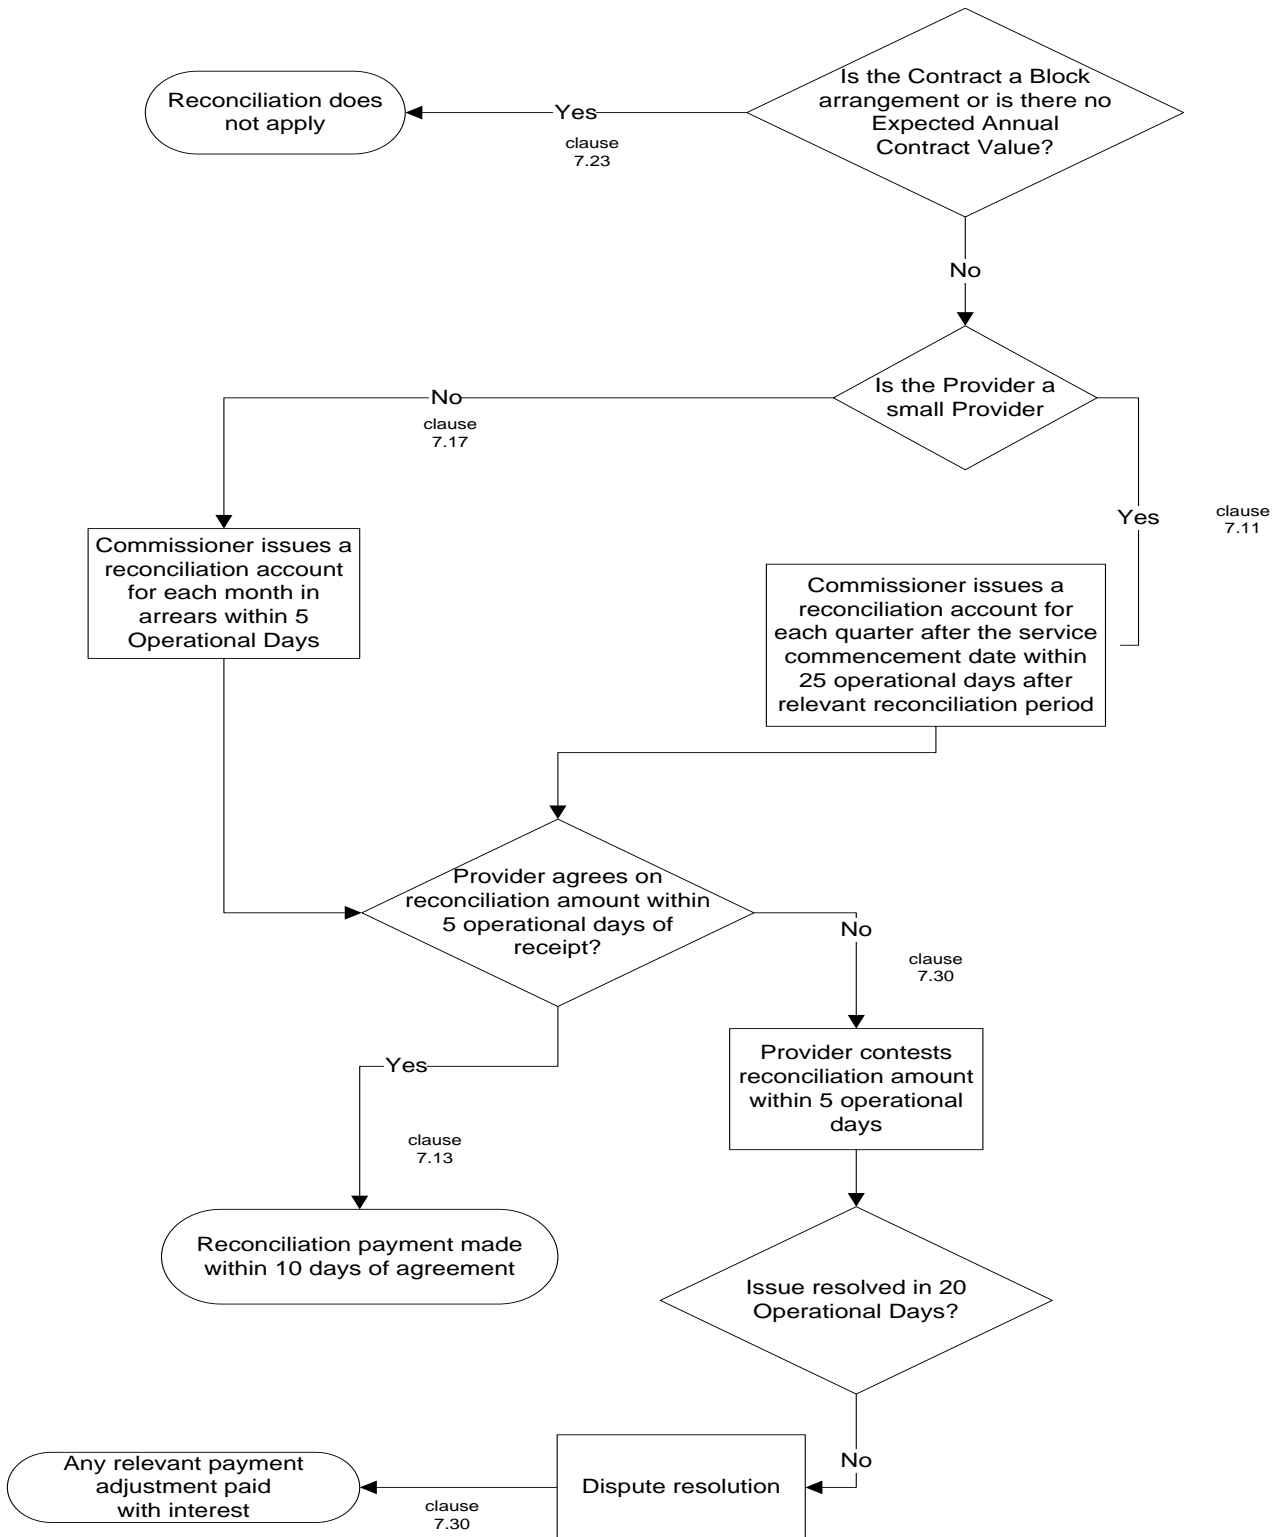 Is the Contract a Block
arrangement or is there no
Expected Annual
Contract Value?
Yes
clause
7.23
Reconciliation does
not apply
No
Is the Provider a
small Provider
No
clause
7.17
Yes
clause
7.11
Commissioner issues a
reconciliation account
for each month in
arrears within 5
Operational Days
Commissioner issues a
reconciliation account for
each quarter after the service
commencement date within
25 operational days after
relevant reconciliation period
Provider agrees on
reconciliation amount within
5 operational days of
receipt?
No
clause
7.30
Yes
clause
7.13
Provider contests
reconciliation amount
within 5 operational
days
Reconciliation payment made
within 10 days of agreement
Issue resolved in 20
Operational Days?
No
Dispute resolution
clause
7.30
Any relevant payment
adjustment paid
with interest